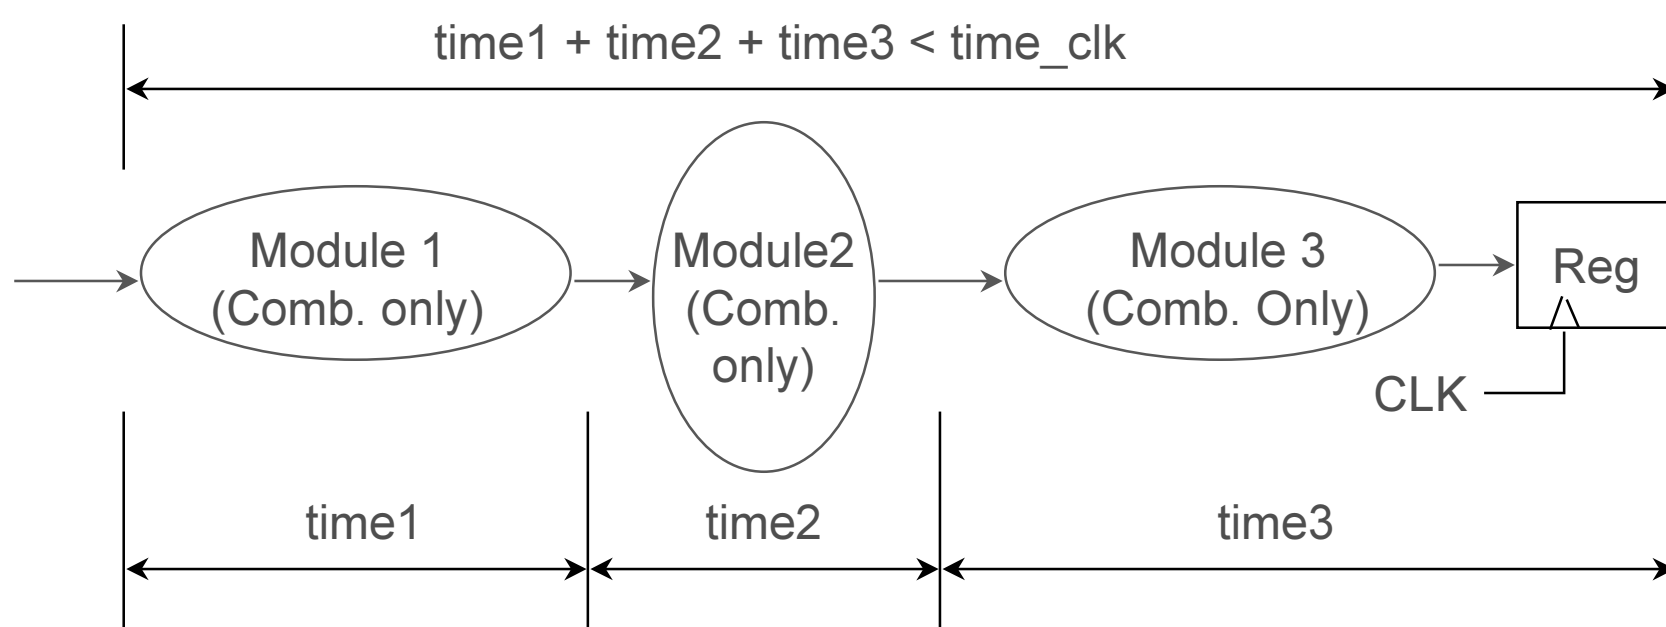 time1 + time2 + time3 < time_clk
Module 1
(Comb. only)
Module2
(Comb.
only)
Module 3
(Comb. Only)
Reg
CLK
time1
time2
time3